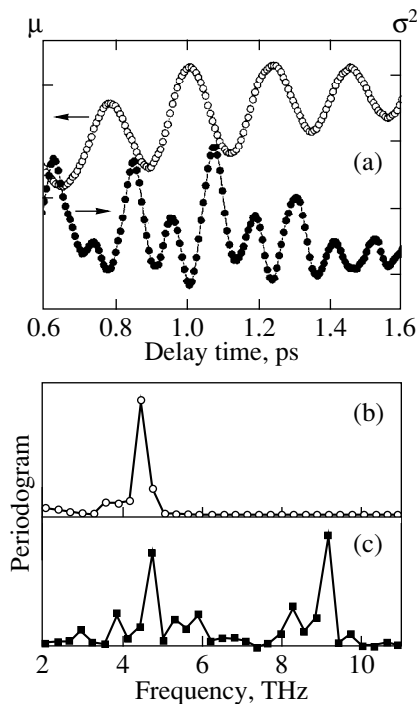 μ σ²
(a)
0.6 0.8 1.0 1.2 1.4 1.6
Delay time, ps
(b)
Periodogram
(c)
2 4 6 8 10
Frequency, THz